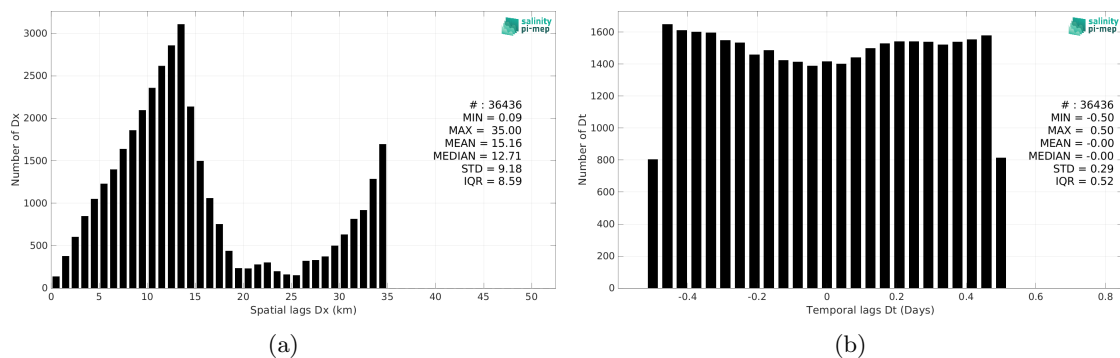 3000
2500
2000
1500
1000
500
0
Number of Dx
salinity
pi-mep
# : 36436
MIN = 0.09
MAX = 35.00
MEAN = 15.16
MEDIAN = 12.71
STD = 9.18
IQR = 8.59
0 5 10 15 20 25 30 35 40 45 50
Spatial lags Dx (km)
(a)
1600
1400
1200
1000
800
600
400
200
0
Number of Dt
salinity
pi-mep
# : 36436
MIN = -0.50
MAX = 0.50
MEAN = -0.00
MEDIAN = -0.00
STD = 0.29
IQR = 0.52
-0.4 -0.2 0 0.2 0.4 0.6 0.8
Temporal lags Dt (Days)
(b)